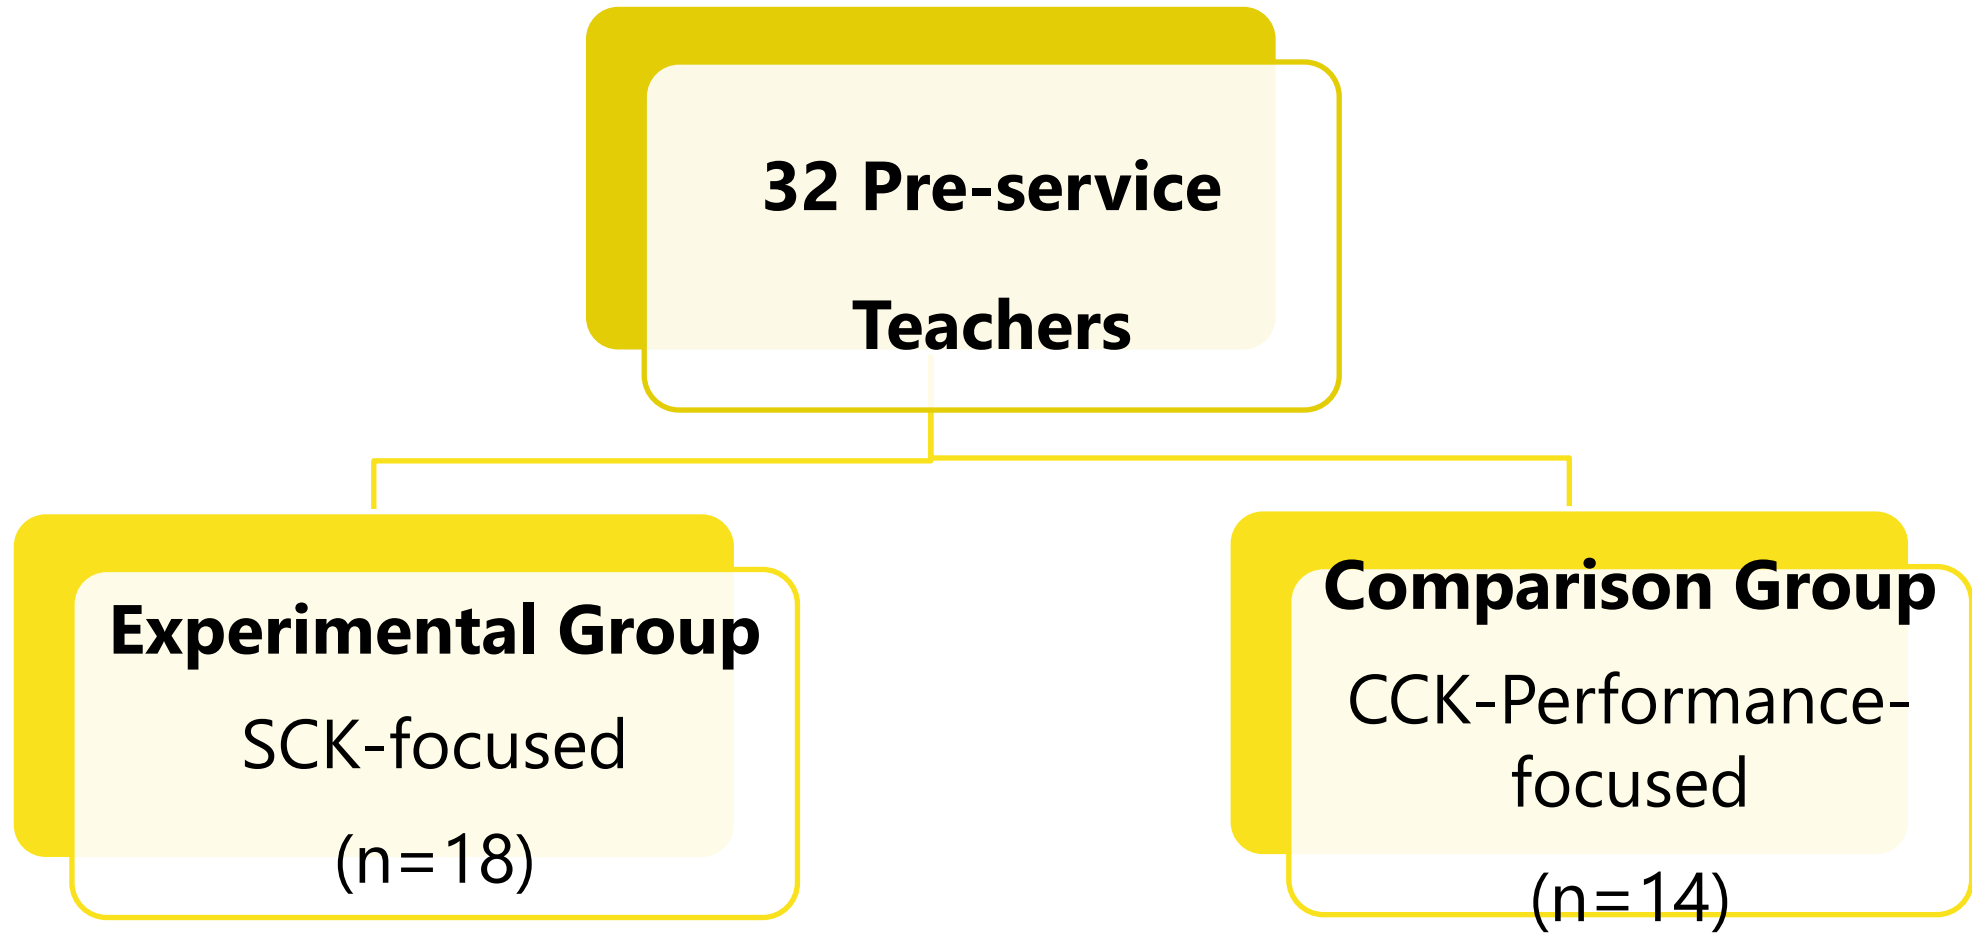 32 Pre-service
Teachers
Experimental Group
SCK-focused
(n=18)
Comparison Group
CCK-Performance-
focused
(n=14)